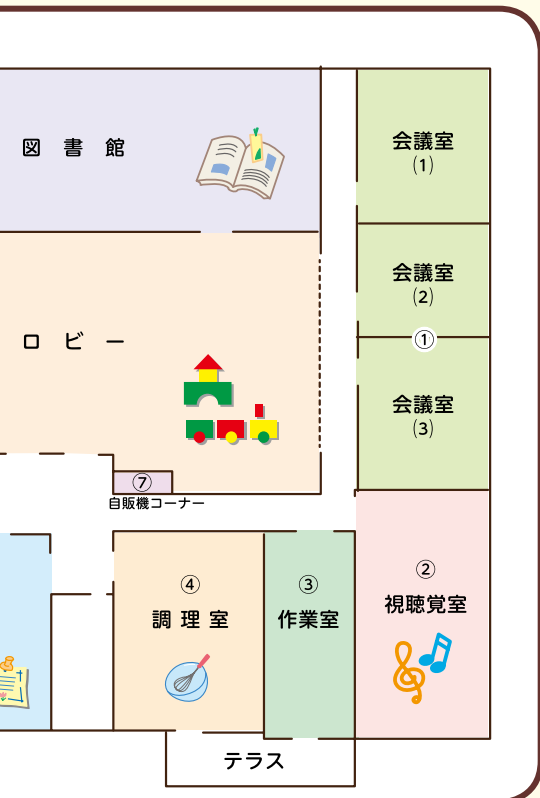 図書館
会議室
(1)
会議室
(2)
①
ロビー
会議室
(3)
⑦
自販機コーナー
④
調理室
③
作業室
②
視聴覚室
テラス